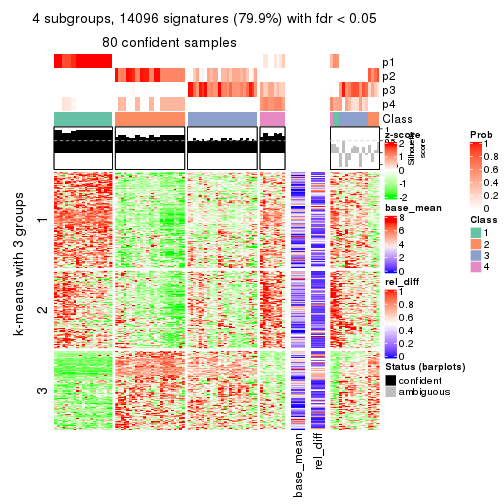 4 subgroups, 14096 signatures (79.9%) with fdr < 0.05
80 confident samples
p1
p2
p3
p4
Class
1
Silhouette
score
k-means with 3 groups
1
2
3
base_mean
rel_diff
z-score
2
1
0
-1
-2
base_mean
8
6
4
2
0
rel_diff
1
0.8
0.6
0.4
0.2
0
Status (barplots)
confident
ambiguous
Prob
1
0.8
0.6
0.4
0.2
0
Class
1
2
3
4